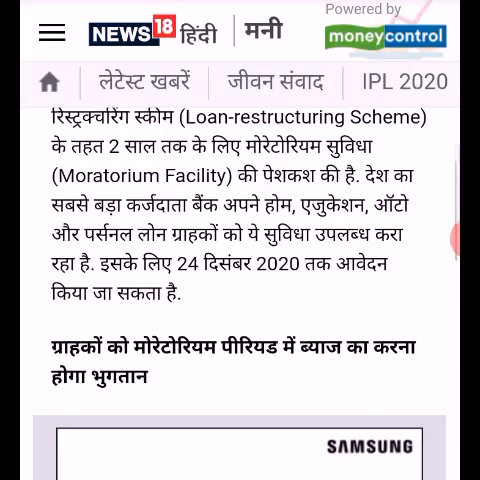 Powered by
NEWS 18 हिंदी | मनी
moneycontrol
लेटेस्ट खबरें | जीवन संवाद | IPL 2020
रिस्ट्रक्चरिंग स्कीम (Loan-restructuring Scheme)
के तहत 2 साल तक के लिए मोरेटोरियम सुविधा
(Moratorium Facility) की पेशकश की है. देश का
सबसे बड़ा कर्जदाता बैंक अपने होम, एजुकेशन, ऑटो
और पर्सनल लोन ग्राहकों को ये सुविधा उपलब्ध करा
रहा है. इसके लिए 24 दिसंबर 2020 तक आवेदन
किया जा सकता है.
ग्राहकों को मोरेटोरियम पीरियड में ब्याज का करना
होगा भुगतान
SAMSUNG